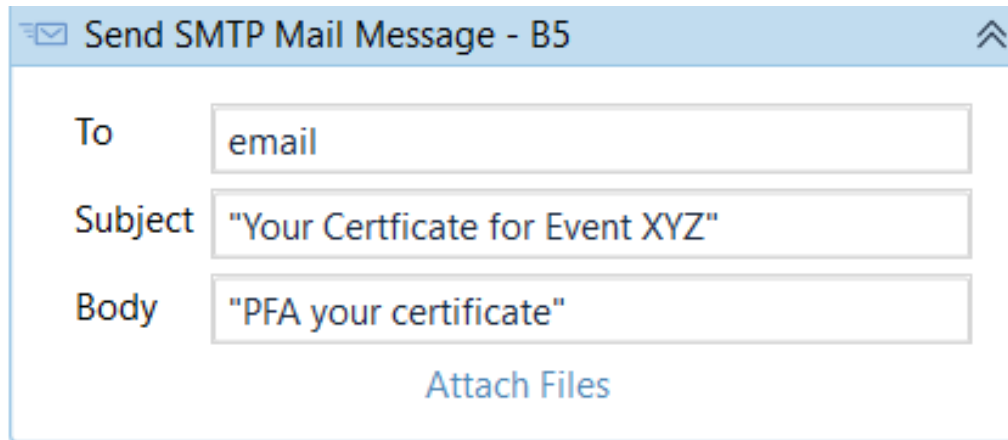 Send SMTP Mail Message - B5
To email
Subject "Your Certficate for Event XYZ"
Body "PFA your certificate"
Attach Files